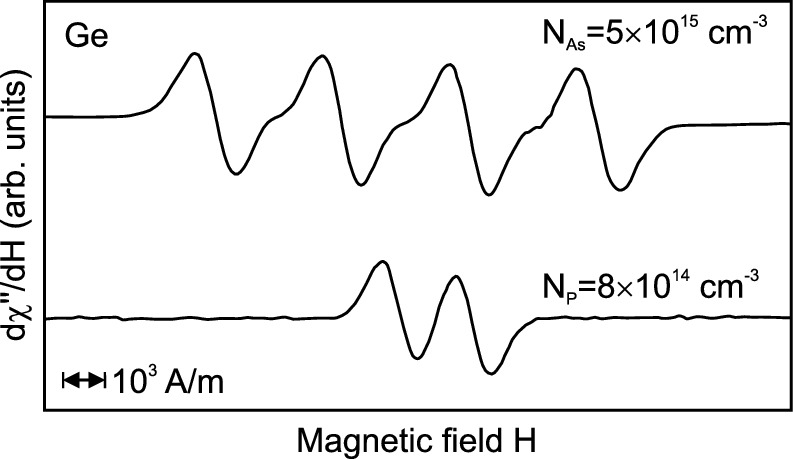 Ge
N_As=5×10^15 cm^-3
dχ"/dH (arb. units)
N_P=8×10^14 cm^-3
10^3 A/m
Magnetic field H